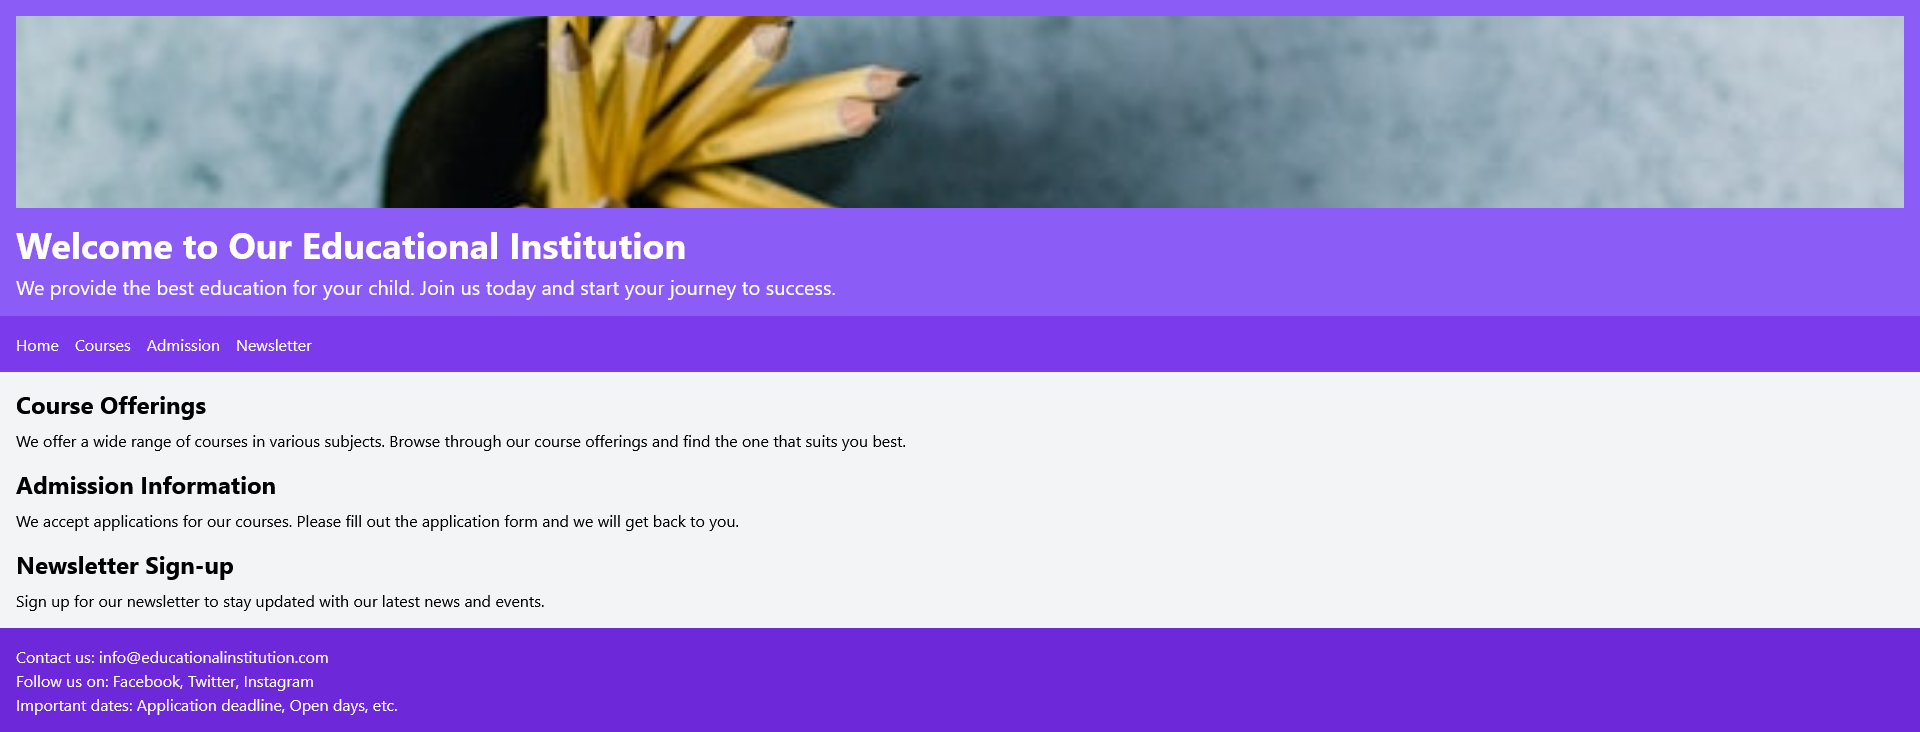 Welcome to Our Educational Institution
We provide the best education for your child. Join us today and start your journey to success.
Home Courses Admission Newsletter
Course Offerings
We offer a wide range of courses in various subjects. Browse through our course offerings and find the one that suits you best.
Admission Information
We accept applications for our courses. Please fill out the application form and we will get back to you.
Newsletter Sign-up
Sign up for our newsletter to stay updated with our latest news and events.
Contact us: info@educationalinstitution.com
Follow us on: Facebook, Twitter, Instagram
Important dates: Application deadline, Open days, etc.